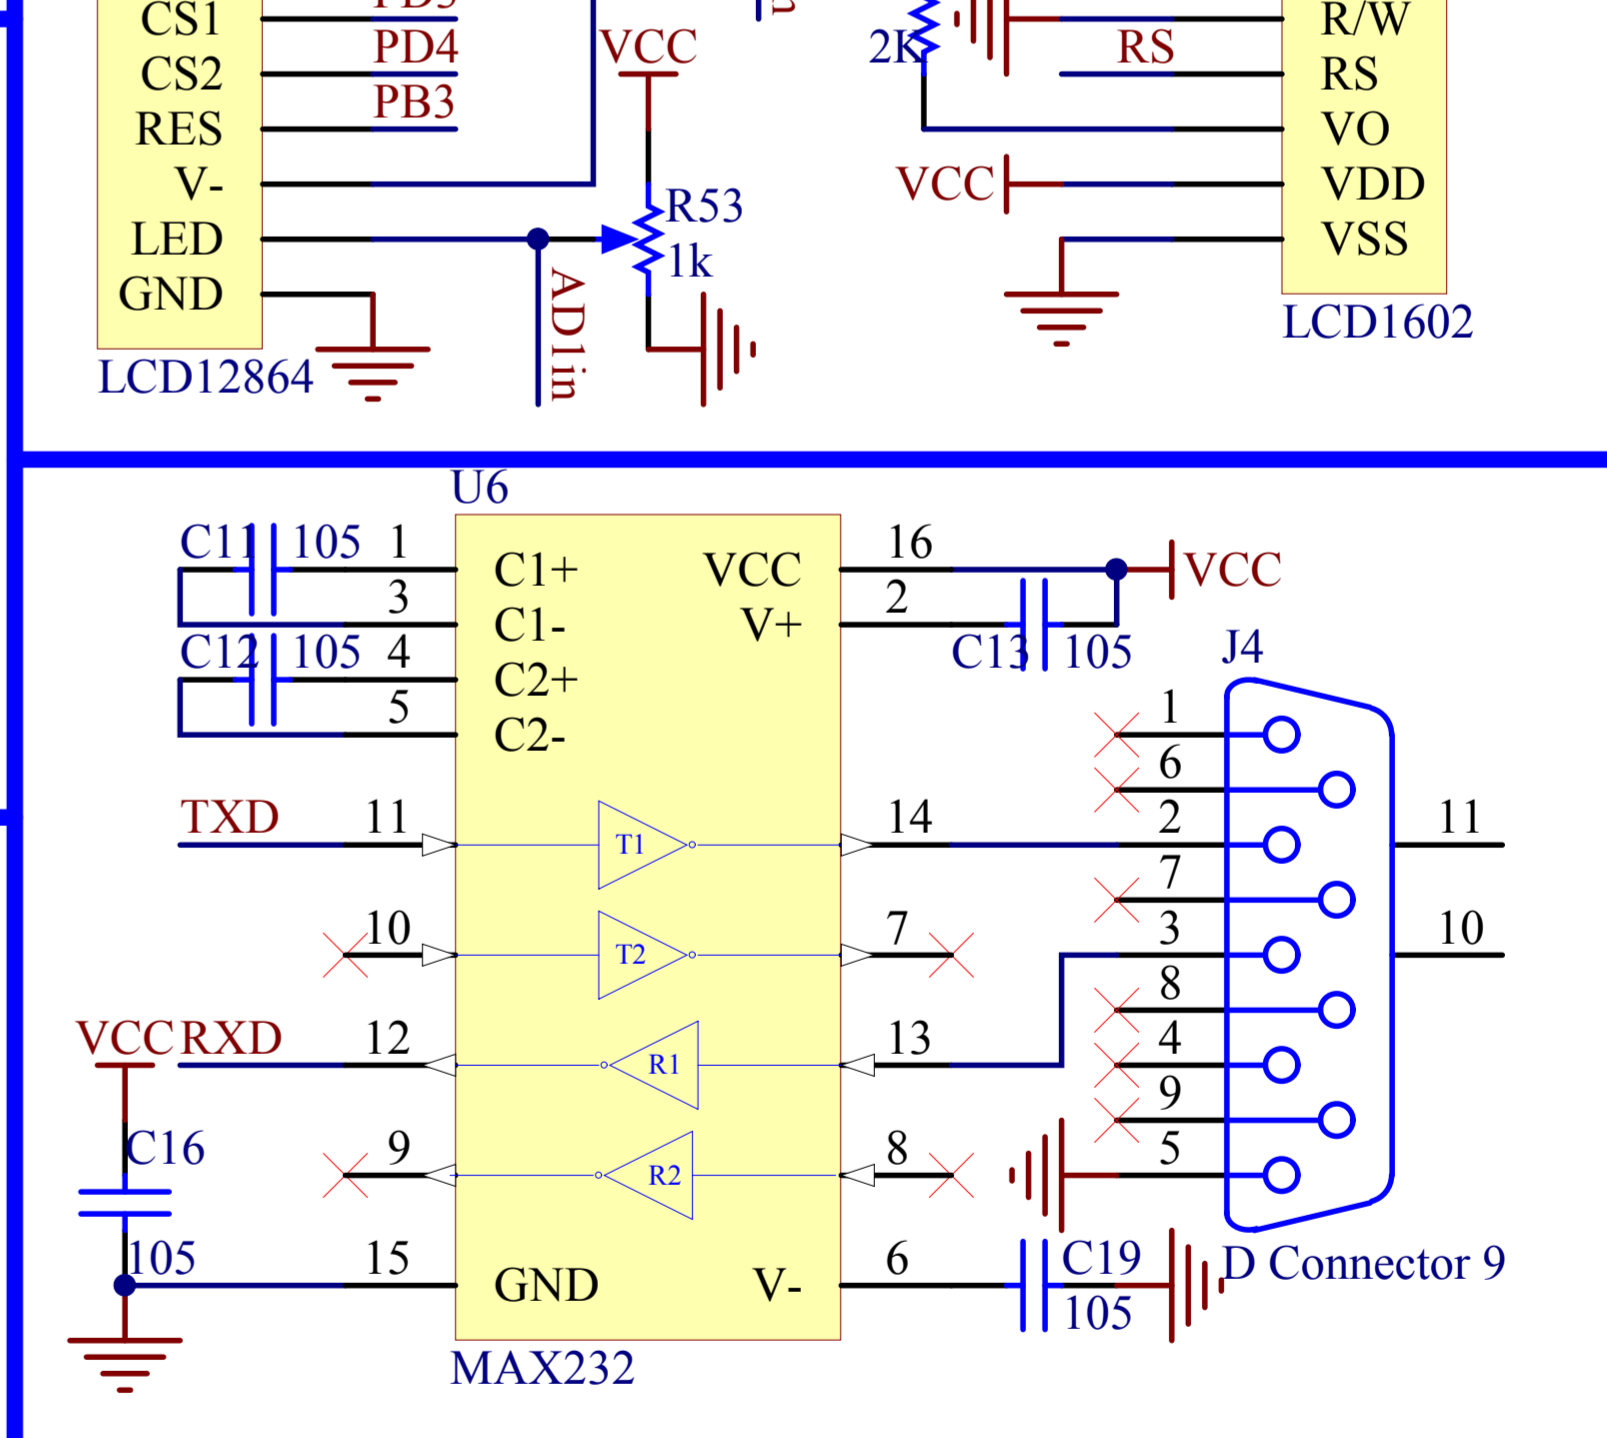 CS1
PD4
CS2
PB3
RES
V-
LED
GND
LCD12864
VCC
R53
1k
AD1in
2K
RS
R/W
RS
VO
VCC
VDD
VSS
LCD1602
U6
C11 105 1
C1+
3
C1-
C12 105 4
C2+
5
C2-
16
VCC
VCC
2
V+
C13 105
J4
1
6
TXD 11
T1
14
2
7
11
10
T2
7
3
10
8
VCC RXD 12
R1
13
4
9
C16
9
R2
8
5
105
15
GND
6
V-
C19
105
D Connector 9
MAX232